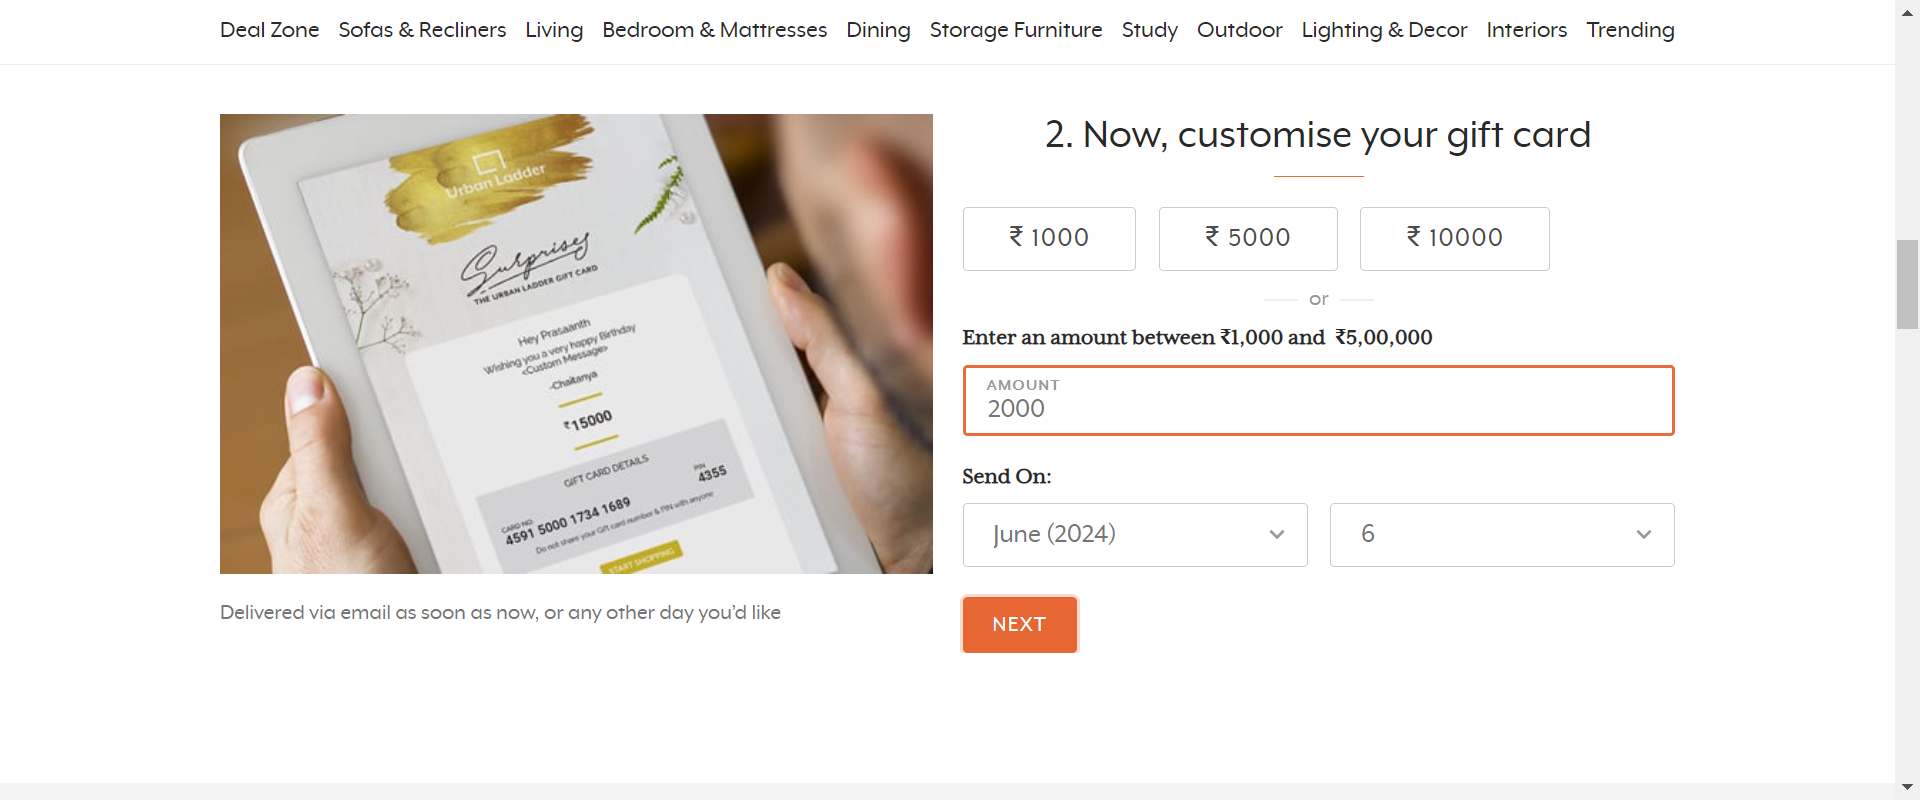 Deal Zone Sofas & Recliners Living Bedroom & Mattresses Dining Storage Furniture Study Outdoor Lighting & Decor Interiors Trending
Urban Ladder
Surprises
THE URBAN LADDER GIFT CARD
Hey Prasaanth
Wishing you a very happy Birthday
<Custom Message>
-Chaitanya
₹15000
GIFT CARD DETAILS
CARD NO
4591 5000 1734 1689
PIN
4355
Do not share your Gift card number & PIN with anyone
START SHOPPING
Delivered via email as soon as now, or any other day you’d like
2. Now, customise your gift card
₹ 1000 ₹ 5000 ₹ 10000
or
Enter an amount between ₹1,000 and ₹5,00,000
AMOUNT
2000
Send On:
June (2024) 6
NEXT